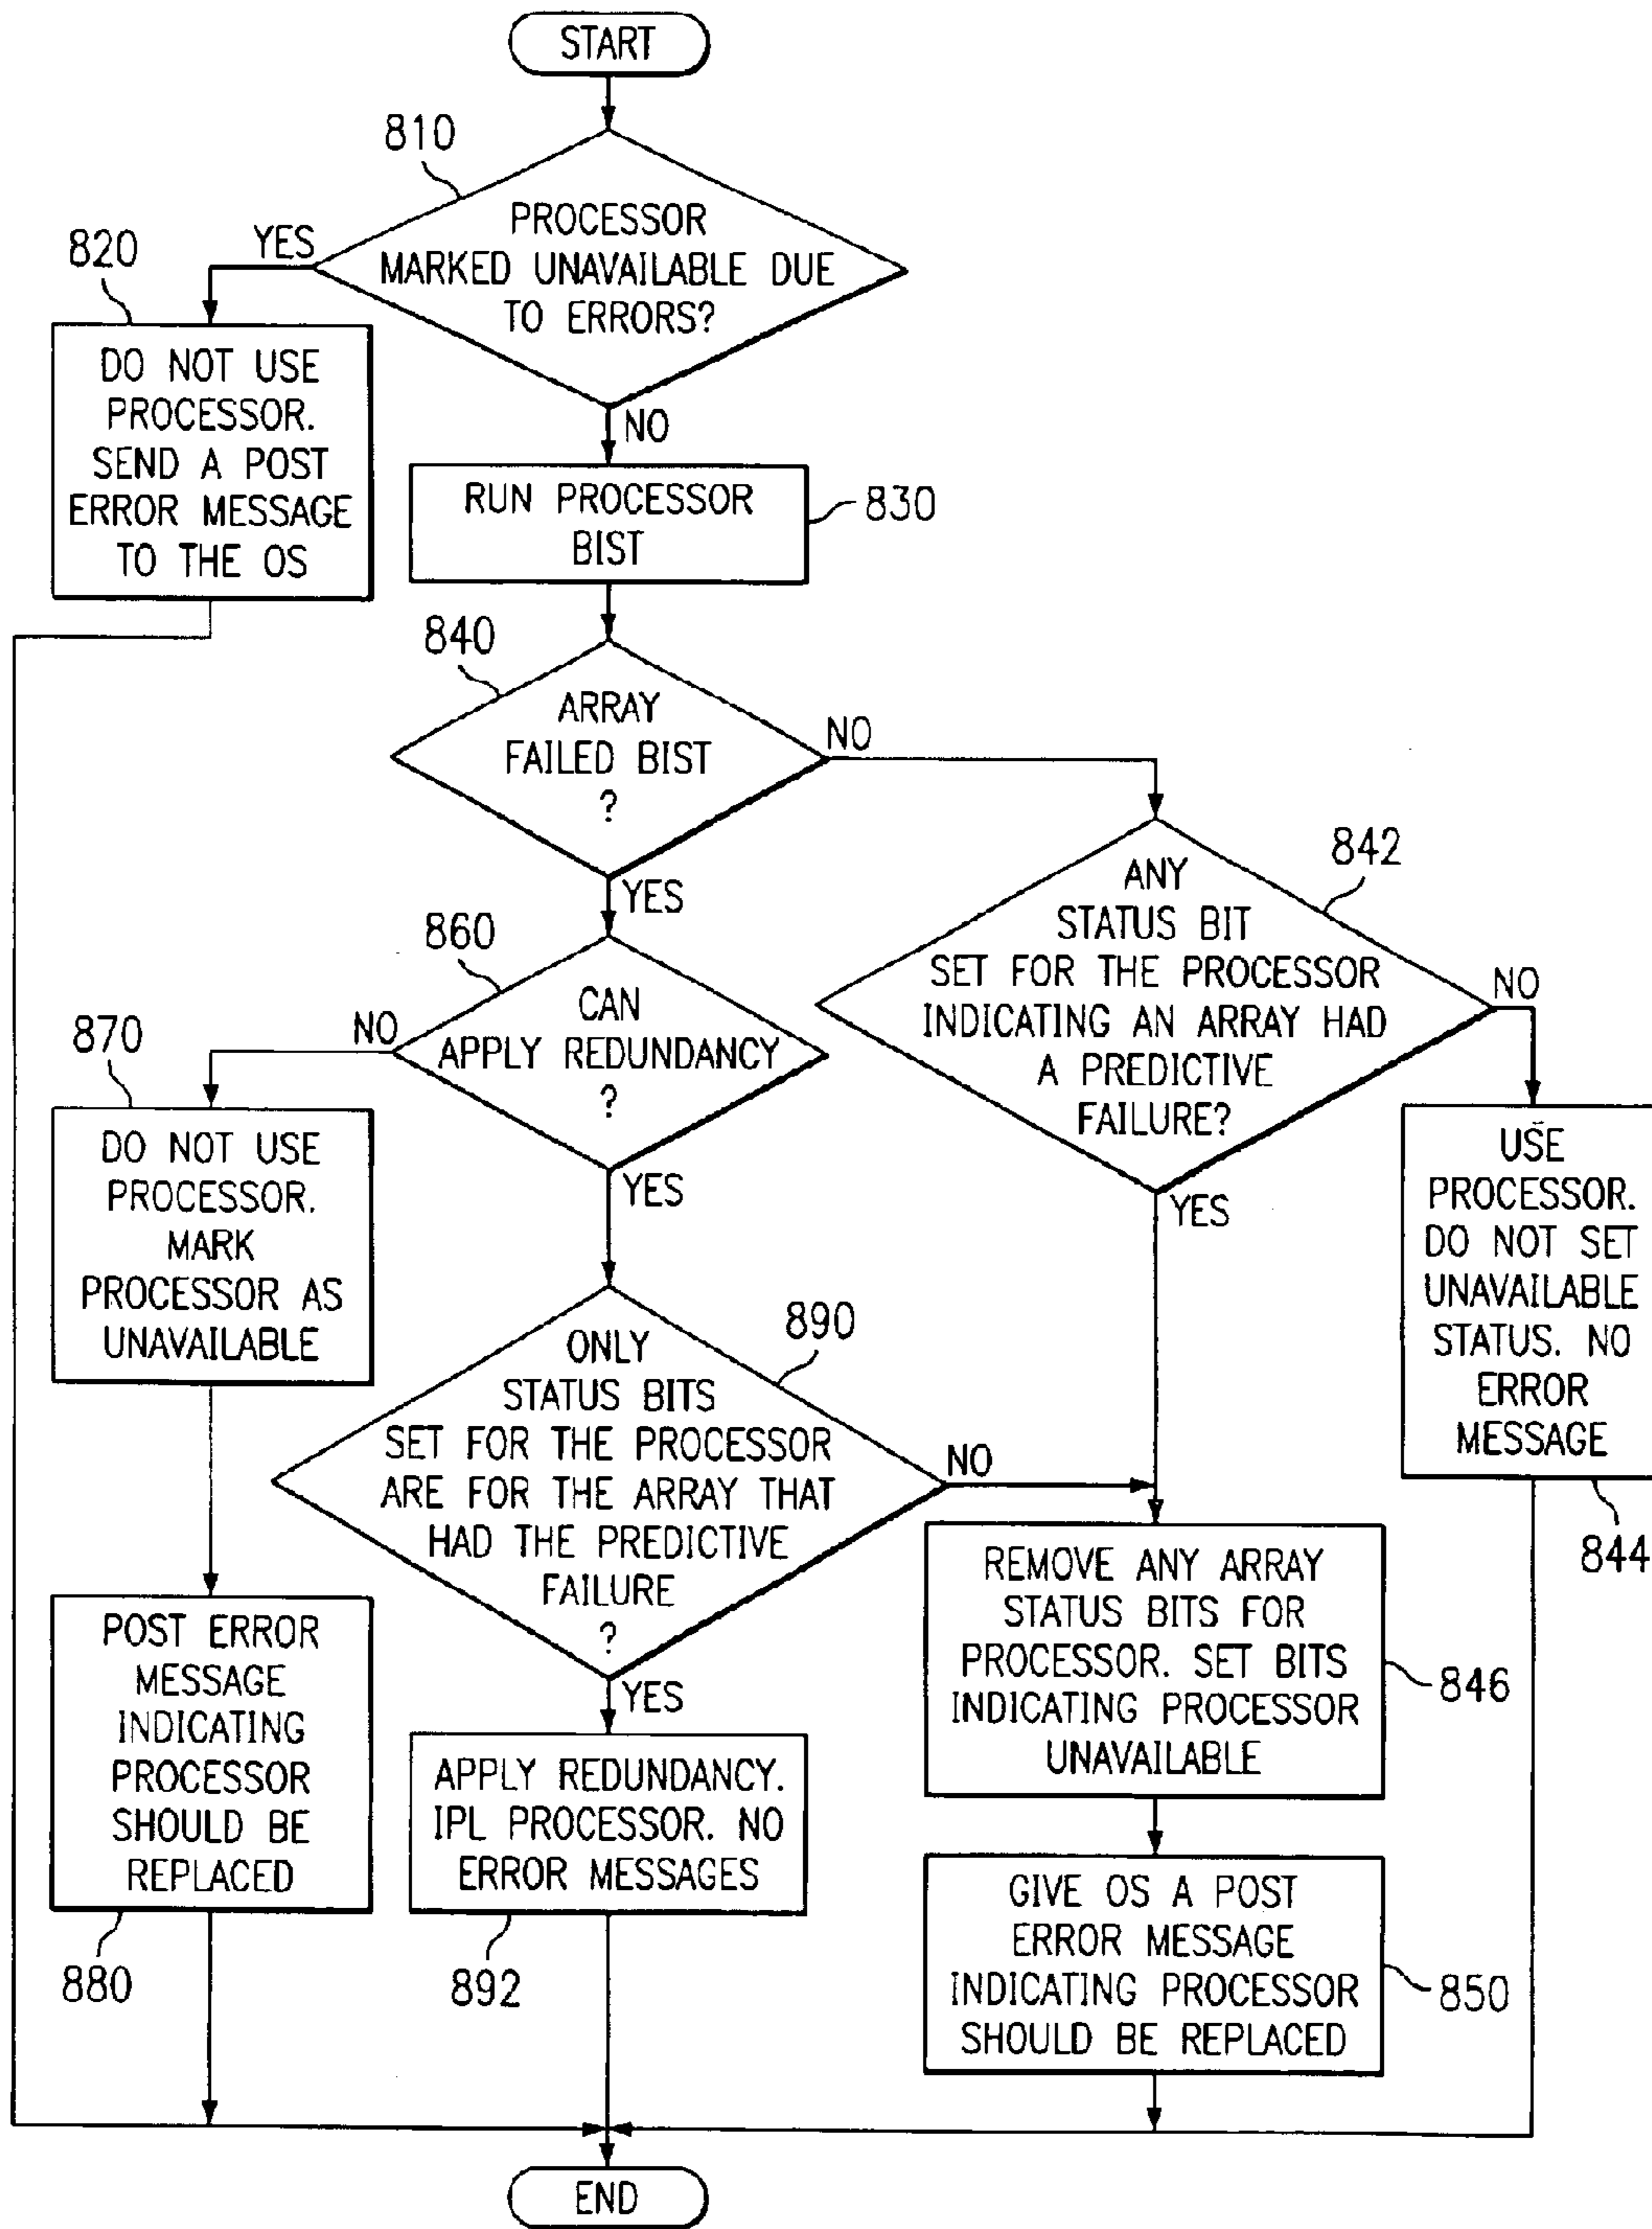 START
810
PROCESSOR
MARKED UNAVAILABLE DUE
TO ERRORS?
YES
NO
820
DO NOT USE
PROCESSOR.
SEND A POST
ERROR MESSAGE
TO THE OS
RUN PROCESSOR
BIST
830
840
ARRAY
FAILED BIST
?
NO
YES
842
ANY
STATUS BIT
SET FOR THE PROCESSOR
INDICATING AN ARRAY HAD
A PREDICTIVE
FAILURE?
NO
YES
860
CAN
APPLY REDUNDANCY
?
NO
YES
870
DO NOT USE
PROCESSOR.
MARK
PROCESSOR AS
UNAVAILABLE
USE
PROCESSOR.
DO NOT SET
UNAVAILABLE
STATUS. NO
ERROR
MESSAGE
844
890
ONLY
STATUS BITS
SET FOR THE PROCESSOR
ARE FOR THE ARRAY THAT
HAD THE PREDICTIVE
FAILURE
?
NO
YES
REMOVE ANY ARRAY
STATUS BITS FOR
PROCESSOR. SET BITS
INDICATING PROCESSOR
UNAVAILABLE
846
POST ERROR
MESSAGE
INDICATING
PROCESSOR
SHOULD BE
REPLACED
880
APPLY REDUNDANCY.
IPL PROCESSOR. NO
ERROR MESSAGES
892
GIVE OS A POST
ERROR MESSAGE
INDICATING PROCESSOR
SHOULD BE REPLACED
850
END